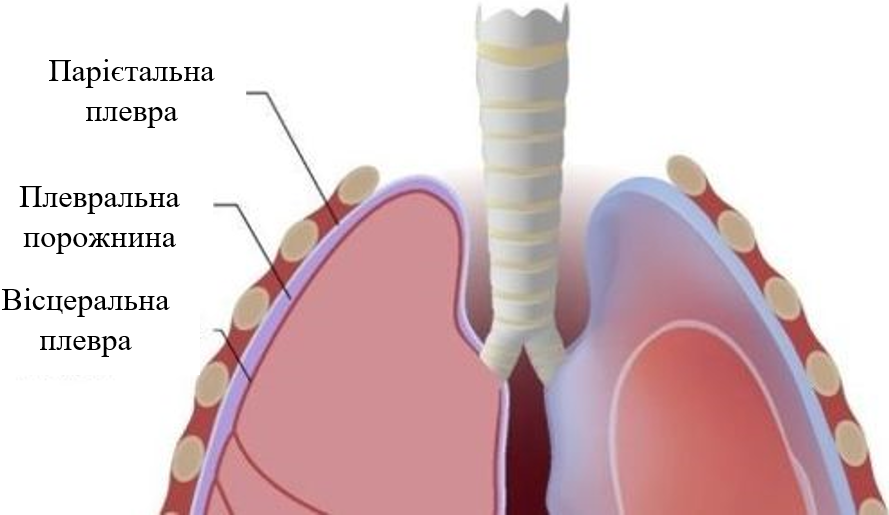 Парієтальна
плевра
Плевральна
порожнина
Вісцеральна
плевра